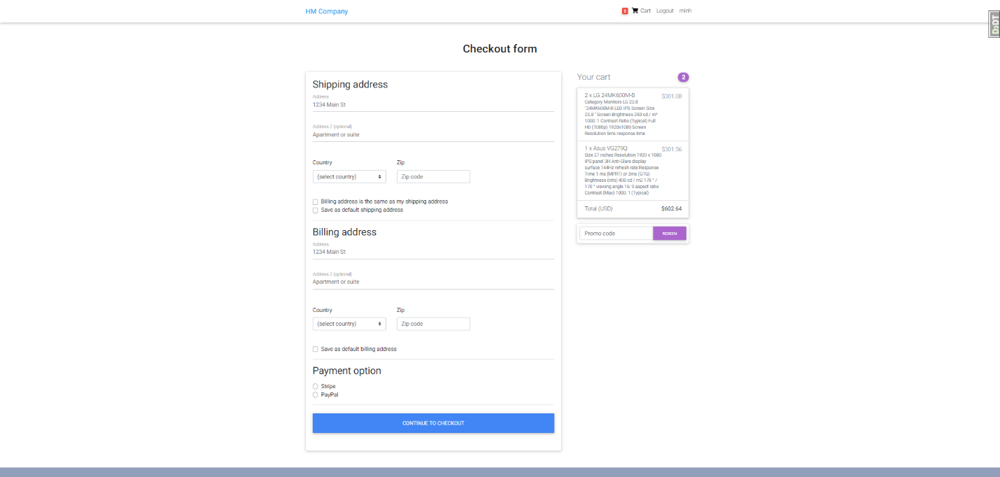 HM Company
2 Cart Logout minh
DjDT
Checkout form
Shipping address
Address
1234 Main St
Address 2 (optional)
Apartment or suite
Country Zip
(select country) Zip code
Billing address is the same as my shipping address
Save as default shipping address
Billing address
Address
1234 Main St
Address 2 (optional)
Apartment or suite
Country Zip
(select country) Zip code
Save as default billing address
Payment option
Stripe
PayPal
CONTINUE TO CHECKOUT
Your cart 2
2 x LG 24MK600M-B $301.08
Category Monitors LG 23.8
"24MK600M-B LED IPS Screen Size
23.8 " Screen Brightness 250 cd / m²
1000: 1 Contrast Ratio (Typical) Full
HD (1080p) 1920x1080 Screen
Resolution 5ms response time
1 x Asus VG279Q $301.56
Size 27 inches Resolution 1920 x 1080
IPS panel 3H Anti-Glare display
surface 144Hz refresh rate Response
Time 1 ms (MPRT) or 3ms (GTG)
Brightness (nits) 400 cd / m2 178 ° /
178 ° viewing angle 16: 9 aspect ratio
Contrast (Max) 1000: 1 (Typical)
Total (USD) $602.64
Promo code REDEEM